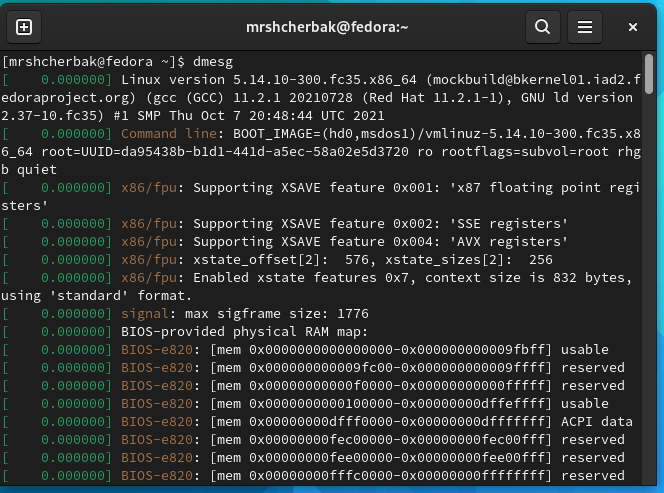 mrshcherbak@fedora:~
[mrshcherbak@fedora ~]$ dmesg
[    0.000000] Linux version 5.14.10-300.fc35.x86_64 (mockbuild@bkernel01.iad2.f
edoraproject.org) (gcc (GCC) 11.2.1 20210728 (Red Hat 11.2.1-1), GNU ld version
2.37-10.fc35) #1 SMP Thu Oct 7 20:48:44 UTC 2021
[    0.000000] Command line: BOOT_IMAGE=(hd0,msdos1)/vmlinuz-5.14.10-300.fc35.x8
6_64 root=UUID=da95438b-b1d1-441d-a5ec-58a02e5d3720 ro rootflags=subvol=root rhg
b quiet
[    0.000000] x86/fpu: Supporting XSAVE feature 0x001: 'x87 floating point regi
sters'
[    0.000000] x86/fpu: Supporting XSAVE feature 0x002: 'SSE registers'
[    0.000000] x86/fpu: Supporting XSAVE feature 0x004: 'AVX registers'
[    0.000000] x86/fpu: xstate_offset[2]:  576, xstate_sizes[2]:  256
[    0.000000] x86/fpu: Enabled xstate features 0x7, context size is 832 bytes,
using 'standard' format.
[    0.000000] signal: max sigframe size: 1776
[    0.000000] BIOS-provided physical RAM map:
[    0.000000] BIOS-e820: [mem 0x0000000000000000-0x000000000009fbff] usable
[    0.000000] BIOS-e820: [mem 0x000000000009fc00-0x000000000009ffff] reserved
[    0.000000] BIOS-e820: [mem 0x00000000000f0000-0x00000000000fffff] reserved
[    0.000000] BIOS-e820: [mem 0x0000000000100000-0x00000000dffeffff] usable
[    0.000000] BIOS-e820: [mem 0x00000000dfff0000-0x00000000dfffffff] ACPI data
[    0.000000] BIOS-e820: [mem 0x00000000fec00000-0x00000000fec00fff] reserved
[    0.000000] BIOS-e820: [mem 0x00000000fee00000-0x00000000fee00fff] reserved
[    0.000000] BIOS-e820: [mem 0x00000000fffc0000-0x00000000ffffffff] reserved